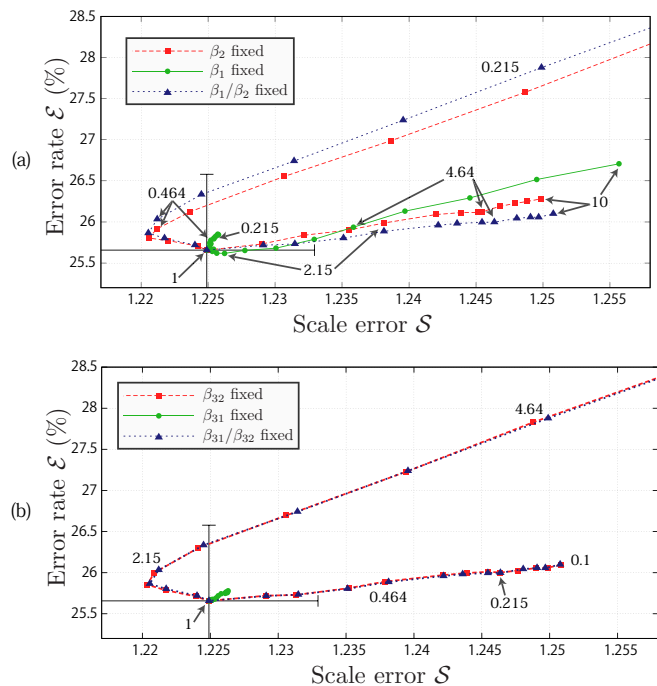 28.5
28
27.5
27
26.5
26
25.5
Error rate ℰ (%)
(a)
β₂ fixed
β₁ fixed
β₁/β₂ fixed
0.215
0.464
4.64
0.215
10
2.15
1
1.22 1.225 1.23 1.235 1.24 1.245 1.25 1.255
Scale error 𝒮
28.5
28
27.5
27
26.5
26
25.5
Error rate ℰ (%)
(b)
β₃₂ fixed
β₃₁ fixed
β₃₁/β₃₂ fixed
4.64
2.15
0.1
0.464
0.215
1
1.22 1.225 1.23 1.235 1.24 1.245 1.25 1.255
Scale error 𝒮